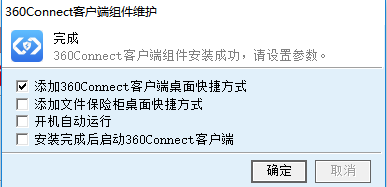 360Connect客户端组件维护
完成
360Connect客户端组件安装成功，请设置参数。
添加360Connect客户端桌面快捷方式
添加文件保险柜桌面快捷方式
开机自动运行
安装完成后启动360Connect客户端
确定 取消